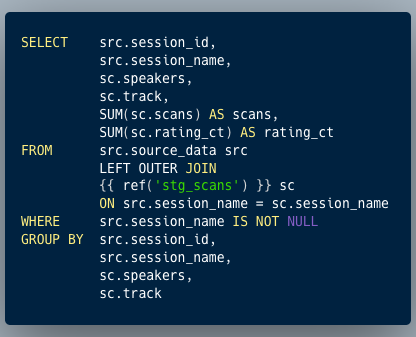 SELECT    src.session_id,
          src.session_name,
          sc.speakers,
          sc.track,
          SUM(sc.scans) AS scans,
          SUM(sc.rating_ct) AS rating_ct
FROM      src.source_data src
          LEFT OUTER JOIN
          {{ ref('stg_scans') }} sc
          ON src.session_name = sc.session_name
WHERE     src.session_name IS NOT NULL
GROUP BY  src.session_id,
          src.session_name,
          sc.speakers,
          sc.track